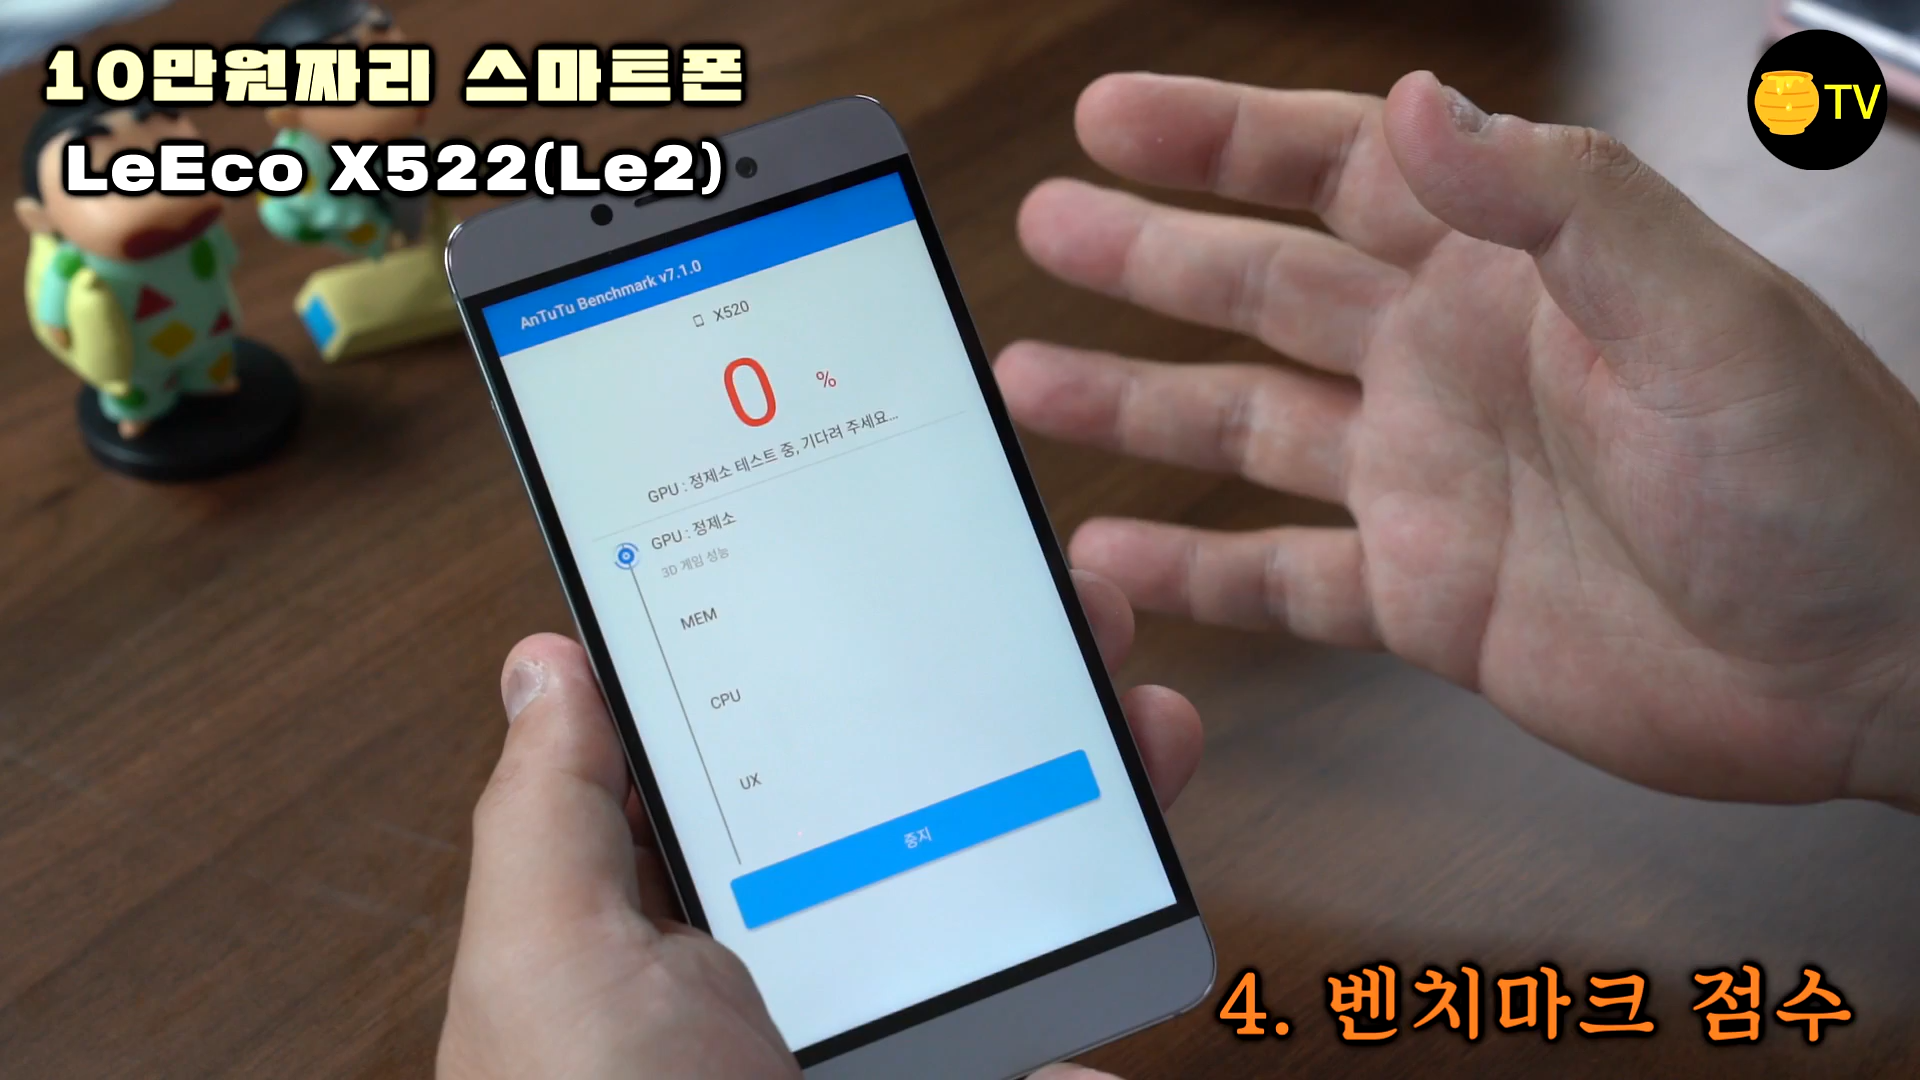 10만원짜리 스마트폰
LeEco X522(Le2)
TV
AnTuTu Benchmark v7.1.0
X520
0 %
GPU : 정제소 테스트 중, 기다려 주세요...
GPU : 정제소
3D 게임 성능
MEM
CPU
UX
중지
4. 벤치마크 점수